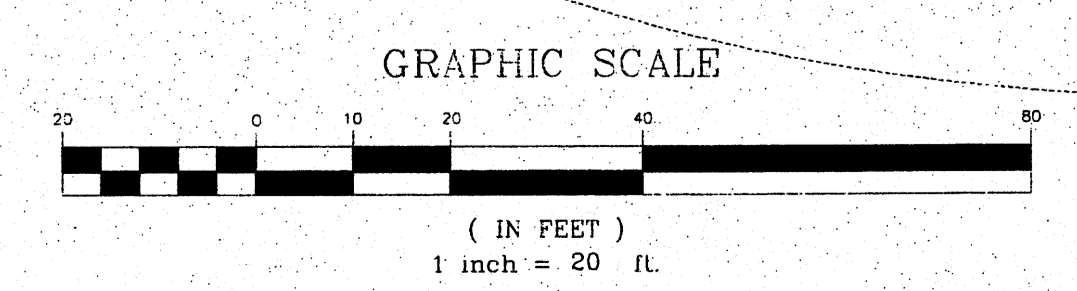 GRAPHIC SCALE
20 0 10 20 40 80
( IN FEET )
1 inch = 20 ft.